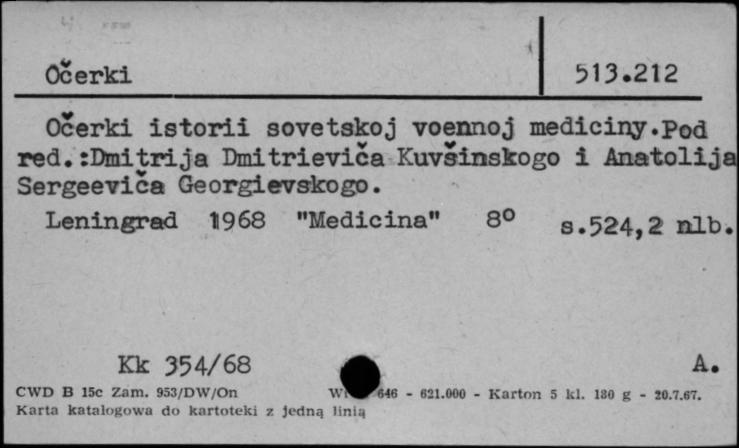 Očerki 513.212
Očerki istorii sovetskoj voennoj mediciny.Pod
red.:Dmitrija Dmitrieviča Kuvšinskogo i Anatolija
Sergeeviča Georgievskogo.
Leningrad 1968 "Medicina" 8º s.524,2 nlb.
Kk 354/68 A.
CWD B 15c Zam. 953/DW/On 646 - 621.000 - Karton 5 kl. 180 g - 20.7.67.
Karta katalogowa do kartoteki z jedną linią